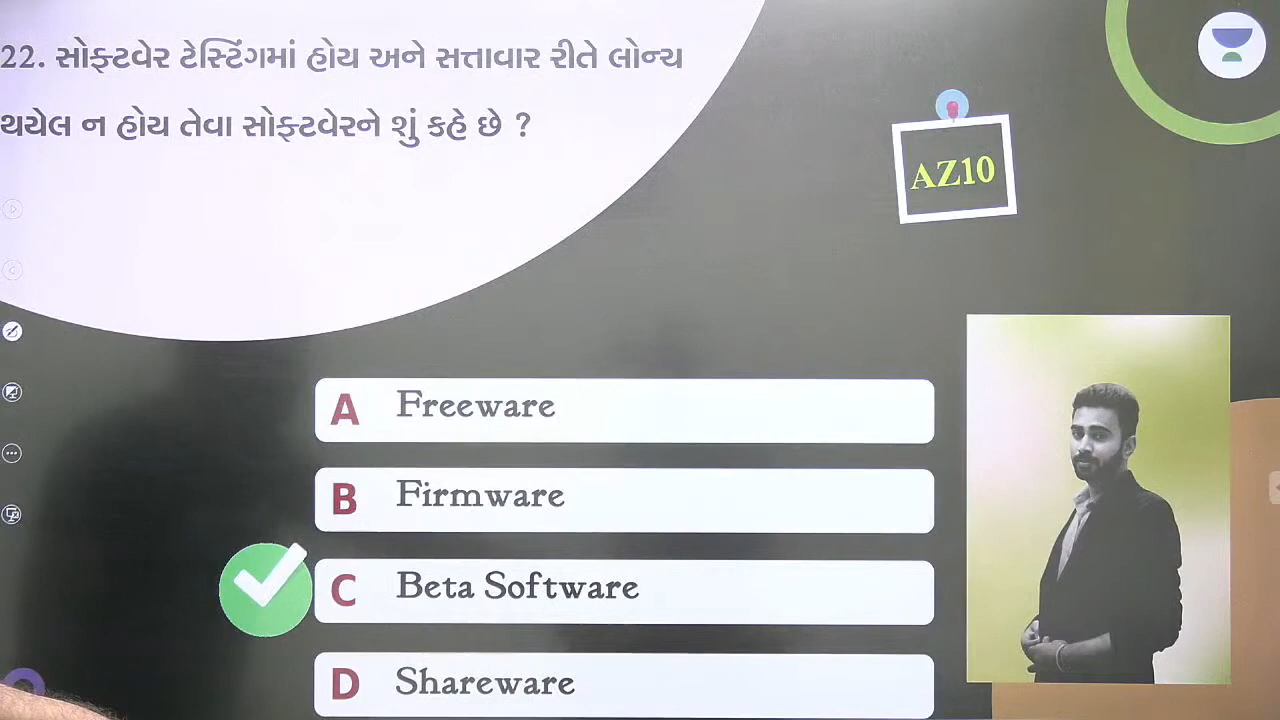 22. સોફ્ટવેર ટેસ્ટિંગમાં હોય અને સત્તાવાર રીતે લોન્ચ
થયેલ ન હોય તેવા સોફ્ટવેરને શું કહે છે ?
AZ10
A Freeware
B Firmware
C Beta Software
D Shareware